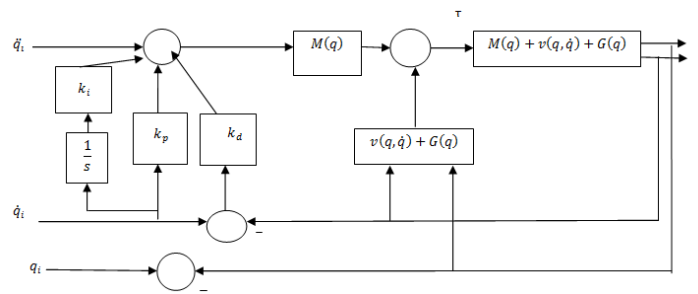 τ
q̈ᵢ
M(q)
M(q) + v(q, q̇) + G(q)
kᵢ
kₚ
k_d
v(q, q̇) + G(q)
1/s
q̇ᵢ
−
qᵢ
−